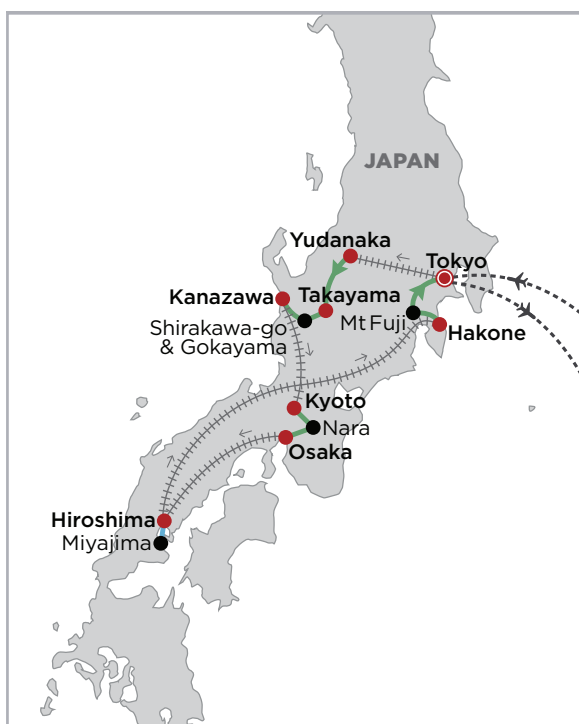 JAPAN
Yudanaka
Tokyo
Kanazawa
Takayama
Shirakawa-go
& Gokayama
Mt Fuji
Hakone
Kyoto
Nara
Osaka
Hiroshima
Miyajima